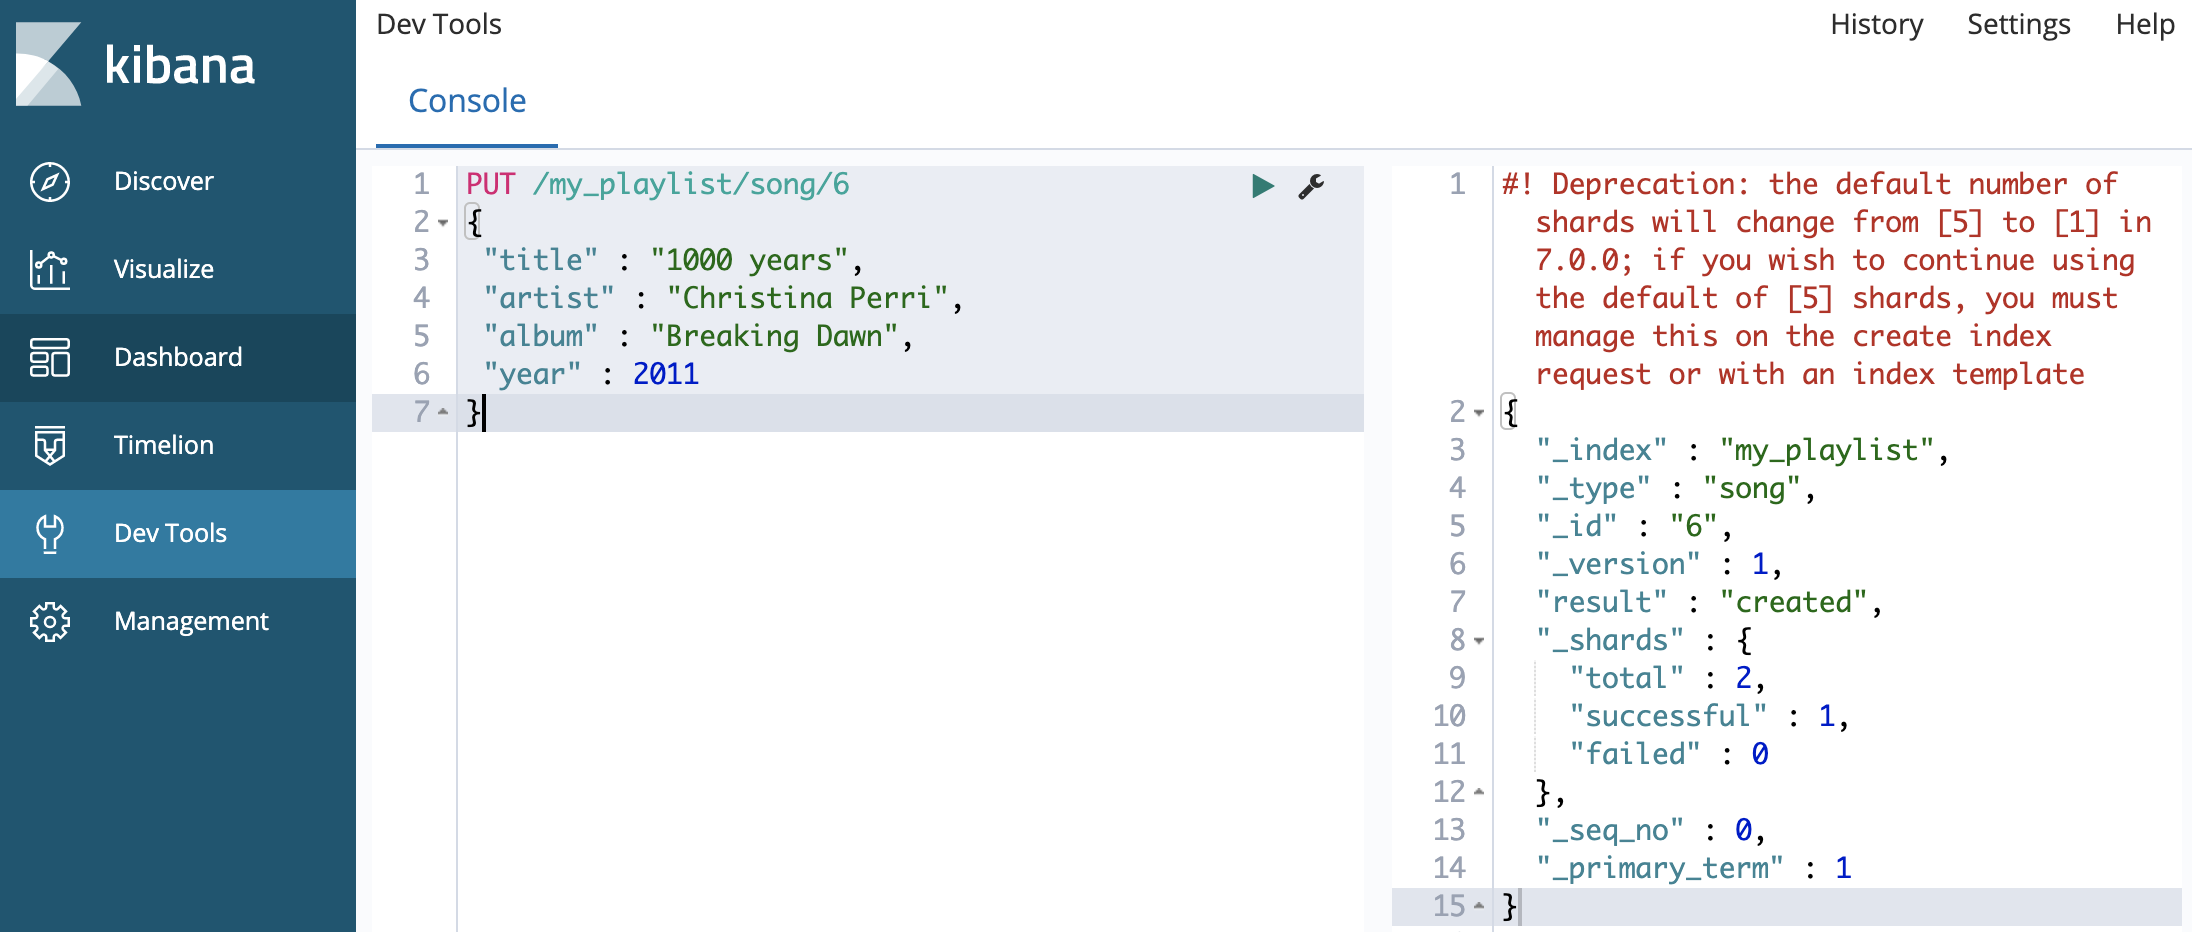 kibana
Discover
Visualize
Dashboard
Timelion
Dev Tools
Management
Dev Tools
History Settings Help
Console
1 PUT /my_playlist/song/6
2 {
3 "title" : "1000 years",
4 "artist" : "Christina Perri",
5 "album" : "Breaking Dawn",
6 "year" : 2011
7 }
1 #! Deprecation: the default number of
shards will change from [5] to [1] in
7.0.0; if you wish to continue using
the default of [5] shards, you must
manage this on the create index
request or with an index template
2 {
3 "_index" : "my_playlist",
4 "_type" : "song",
5 "_id" : "6",
6 "_version" : 1,
7 "result" : "created",
8 "_shards" : {
9 "total" : 2,
10 "successful" : 1,
11 "failed" : 0
12 },
13 "_seq_no" : 0,
14 "_primary_term" : 1
15 }